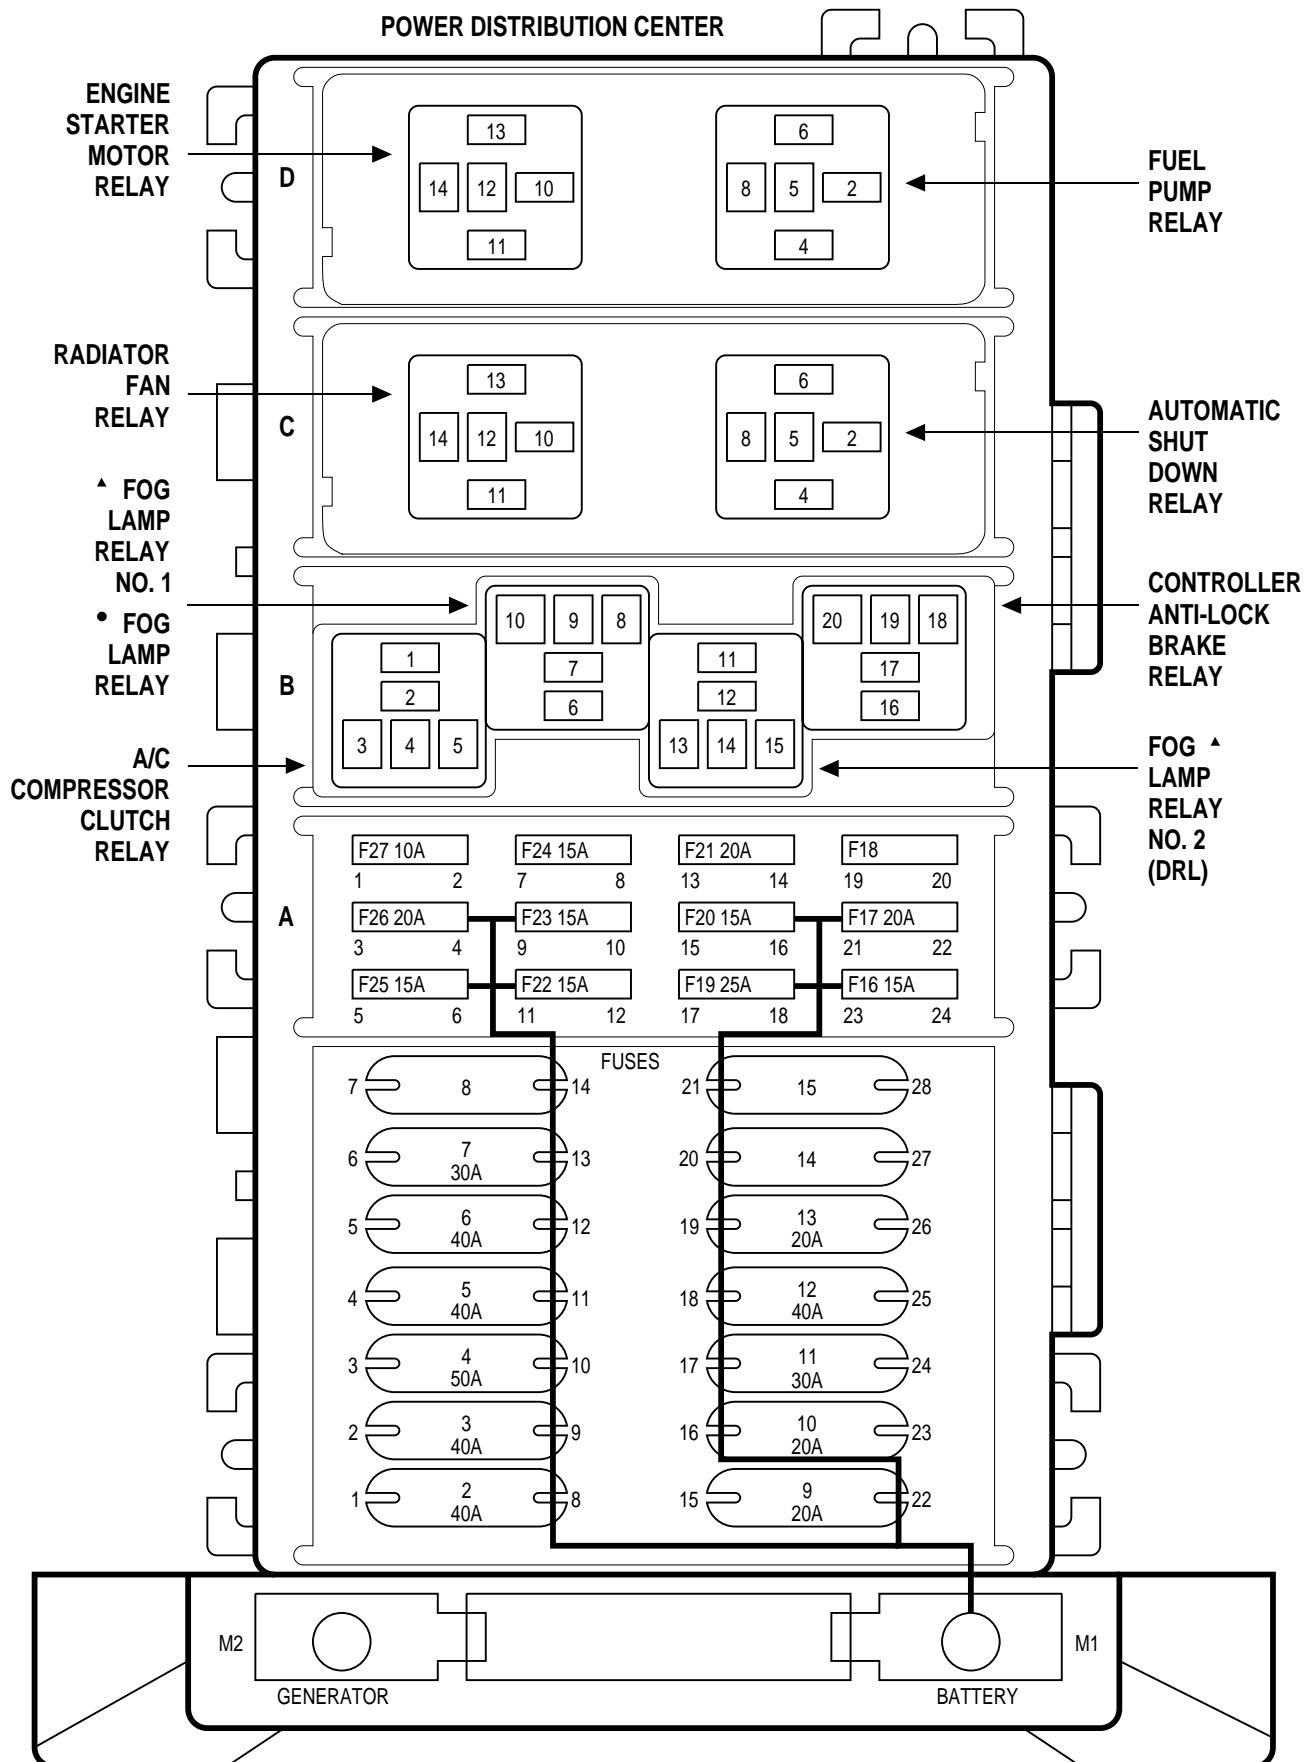 POWER DISTRIBUTION CENTER
ENGINE
STARTER
MOTOR
RELAY
D
13
14 12 10
11
6
8 5 2
4
FUEL
PUMP
RELAY
RADIATOR
FAN
RELAY
C
13
14 12 10
11
6
8 5 2
4
AUTOMATIC
SHUT
DOWN
RELAY
▲ FOG
LAMP
RELAY
NO. 1
● FOG
LAMP
RELAY
A/C
COMPRESSOR
CLUTCH
RELAY
B
1
2
3 4 5
10 9 8
7
6
11
12
13 14 15
20 19 18
17
16
CONTROLLER
ANTI-LOCK
BRAKE
RELAY
FOG ▲
LAMP
RELAY
NO. 2
(DRL)
A
F27 10A F24 15A F21 20A F18
1 2 7 8 13 14 19 20
F26 20A F23 15A F20 15A F17 20A
3 4 9 10 15 16 21 22
F25 15A F22 15A F19 25A F16 15A
5 6 11 12 17 18 23 24
FUSES
7 8 14 21 15 28
6 7 13 20 14 27
30A
5 6 12 19 13 26
40A 20A
4 5 11 18 12 25
40A 40A
3 4 10 17 11 24
50A 30A
2 3 9 16 10 23
40A 20A
1 2 8 15 9 22
40A 20A
M2
GENERATOR
M1
BATTERY